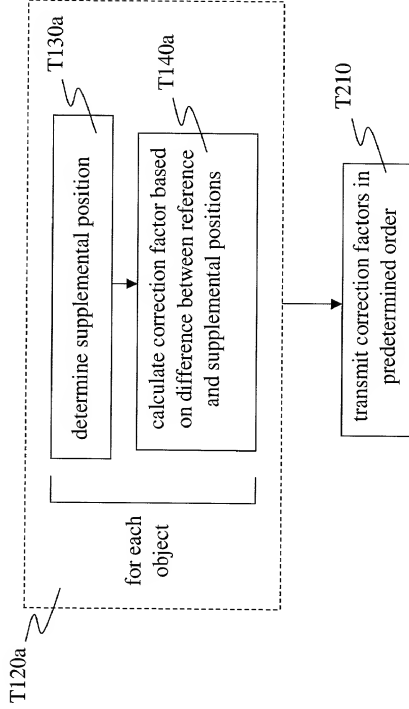 T120a
for each
object
determine supplemental position
T130a
calculate correction factor based
on difference between reference
and supplemental positions
T140a
transmit correction factors in
predetermined order
T210